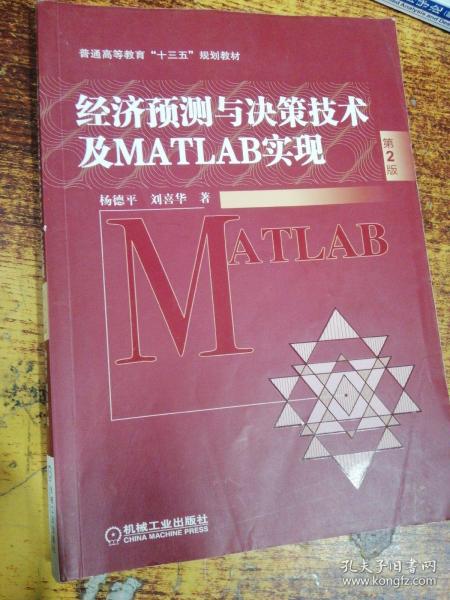 普通高等教育“十三五”规划教材
经济预测与决策技术
及MATLAB实现
第2版
杨德平 刘喜华 著
MATLAB
机械工业出版社
CHINA MACHINE PRESS
孔夫子旧书网
www.kongfz.com